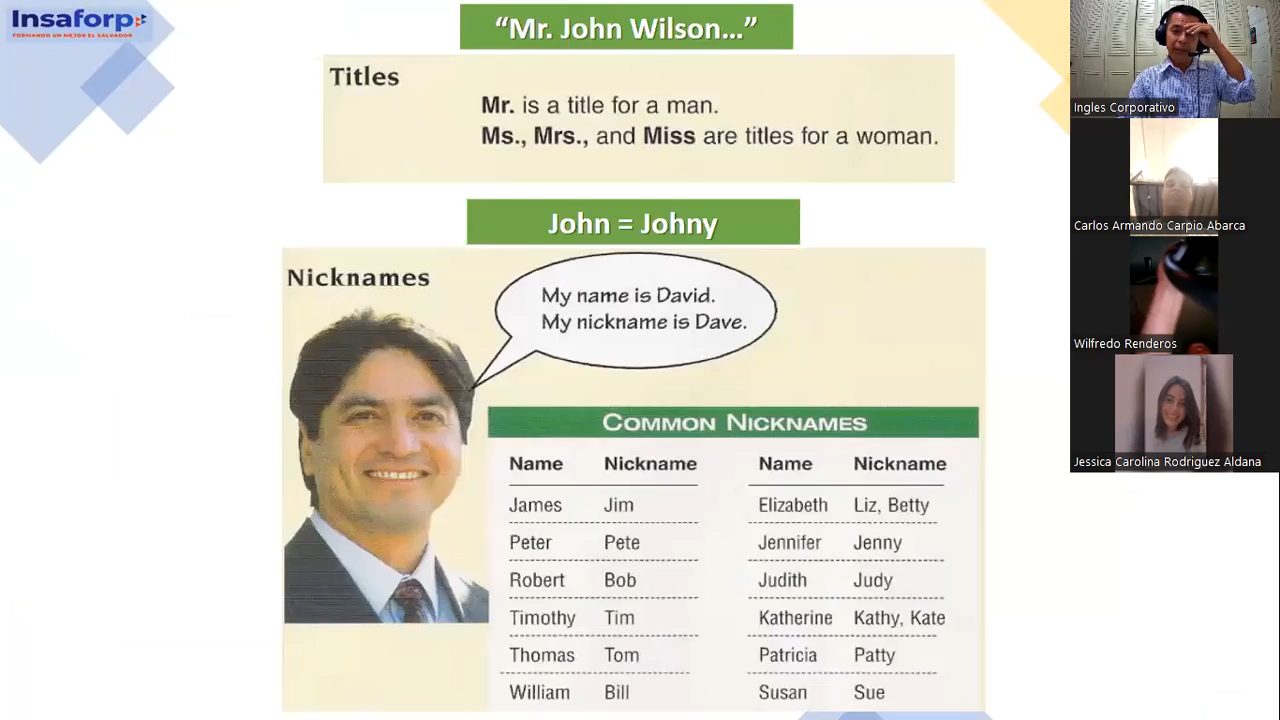 Insaforp
FORMANDO UN MEJOR EL SALVADOR
“Mr. John Wilson…”
Titles
Mr. is a title for a man.
Ms., Mrs., and Miss are titles for a woman.
John = Johny
Nicknames
My name is David.
My nickname is Dave.
COMMON NICKNAMES
Name Nickname Name Nickname
James Jim Elizabeth Liz, Betty
Peter Pete Jennifer Jenny
Robert Bob Judith Judy
Timothy Tim Katherine Kathy, Kate
Thomas Tom Patricia Patty
William Bill Susan Sue
Ingles Corporativo
Carlos Armando Carpio Abarca
Wilfredo Renderos
Jessica Carolina Rodriguez Aldana